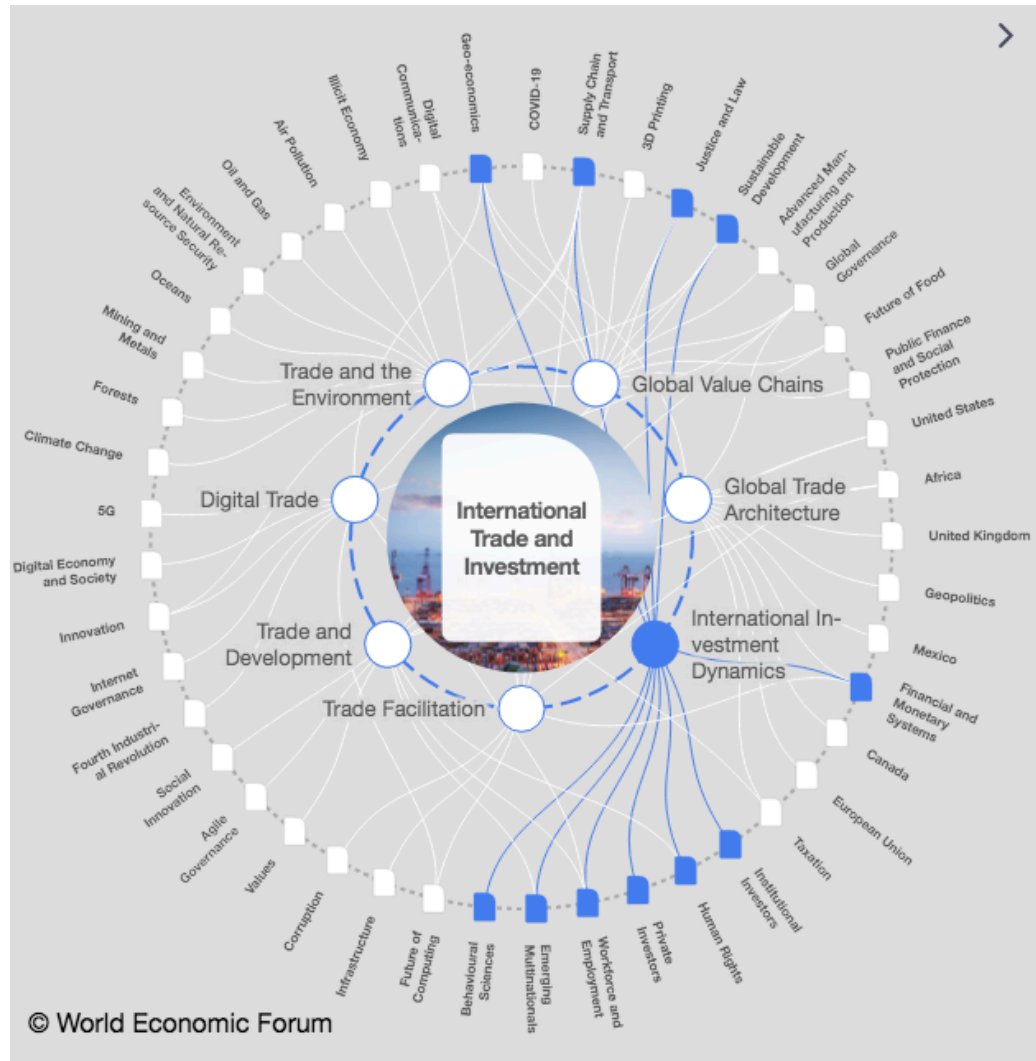 Geo-economics
COVID-19
Supply Chain
and Transport
3D Printing
Justice and Law
Sustainable
Development
Advanced Man-
ufacturing and
Production
Global
Governance
Future of Food
Public Finance
and Social
Protection
United States
Africa
United Kingdom
Geopolitics
Mexico
Financial and
Monetary
Systems
Canada
European Union
Taxation
Institutional
Investors
Human Rights
Private
Investors
Workforce and
Employment
Emerging
Multinationals
Behavioural
Sciences
Future of
Computing
Infrastructure
Corruption
Values
Agile
Governance
Social
Innovation
Fourth Industri-
al Revolution
Internet
Governance
Innovation
Digital Economy
and Society
5G
Climate Change
Forests
Mining and
Metals
Oceans
Environment
and Natural Re-
source Security
Oil and Gas
Air Pollution
Illicit Economy
Digital
Communica-
tions
Trade and the
Environment
Global Value Chains
Digital Trade
Global Trade
Architecture
International
Trade and
Investment
Trade and
Development
International In-
vestment
Dynamics
Trade Facilitation
© World Economic Forum